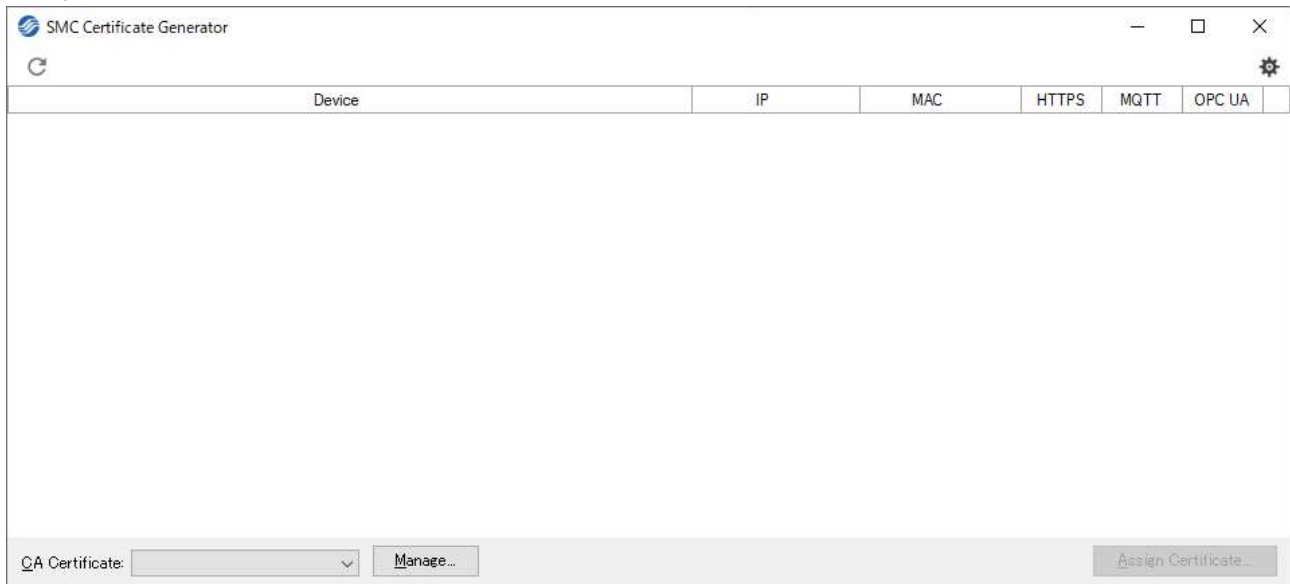 SMC Certificate Generator
Device IP MAC HTTPS MQTT OPC UA
CA Certificate: Manage... Assign Certificate...